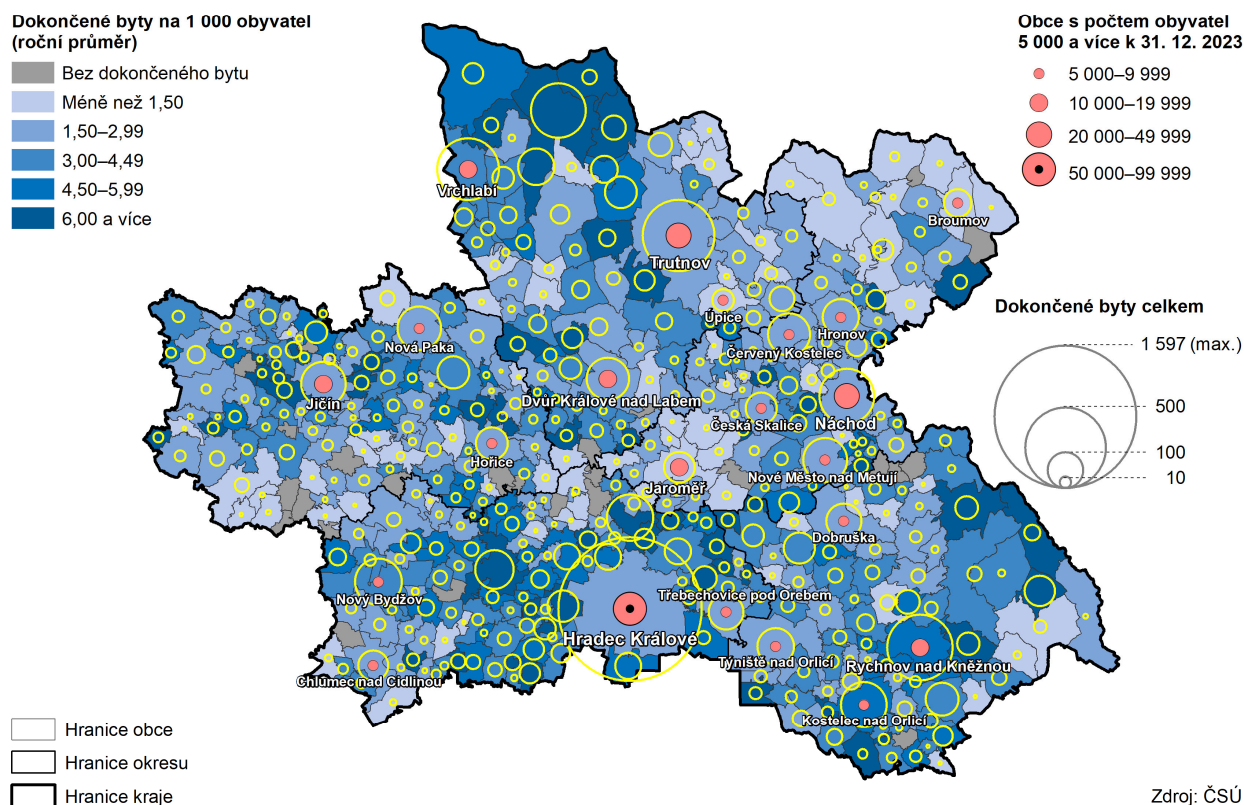 Dokončené byty na 1 000 obyvatel
(roční průměr)
Bez dokončeného bytu
Méně než 1,50
1,50–2,99
3,00–4,49
4,50–5,99
6,00 a více
Obce s počtem obyvatel
5 000 a více k 31. 12. 2023
5 000–9 999
10 000–19 999
20 000–49 999
50 000–99 999
Vrchlabí
Broumov
Trutnov
Úpice
Hronov
Nová Paka
Červený Kostelec
Jičín
Dvůr Králové nad Labem
Česká Skalice
Náchod
Hořice
Jaroměř
Nové Město nad Metují
Dobruška
Nový Bydžov
Třebechovice pod Orebem
Hradec Králové
Týniště nad Orlicí
Rychnov nad Kněžnou
Chlumec nad Cidlinou
Kostelec nad Orlicí
Dokončené byty celkem
1 597 (max.)
500
100
10
Hranice obce
Hranice okresu
Hranice kraje
Zdroj: ČSÚ